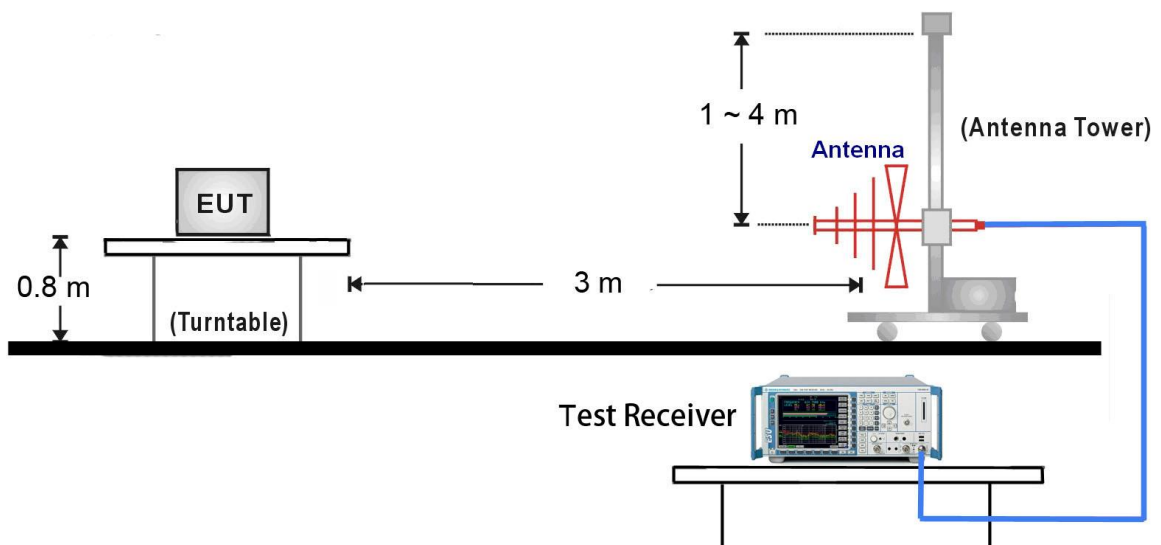 1 ~ 4 m
(Antenna Tower)
Antenna
EUT
0.8 m
3 m
(Turntable)
Test Receiver